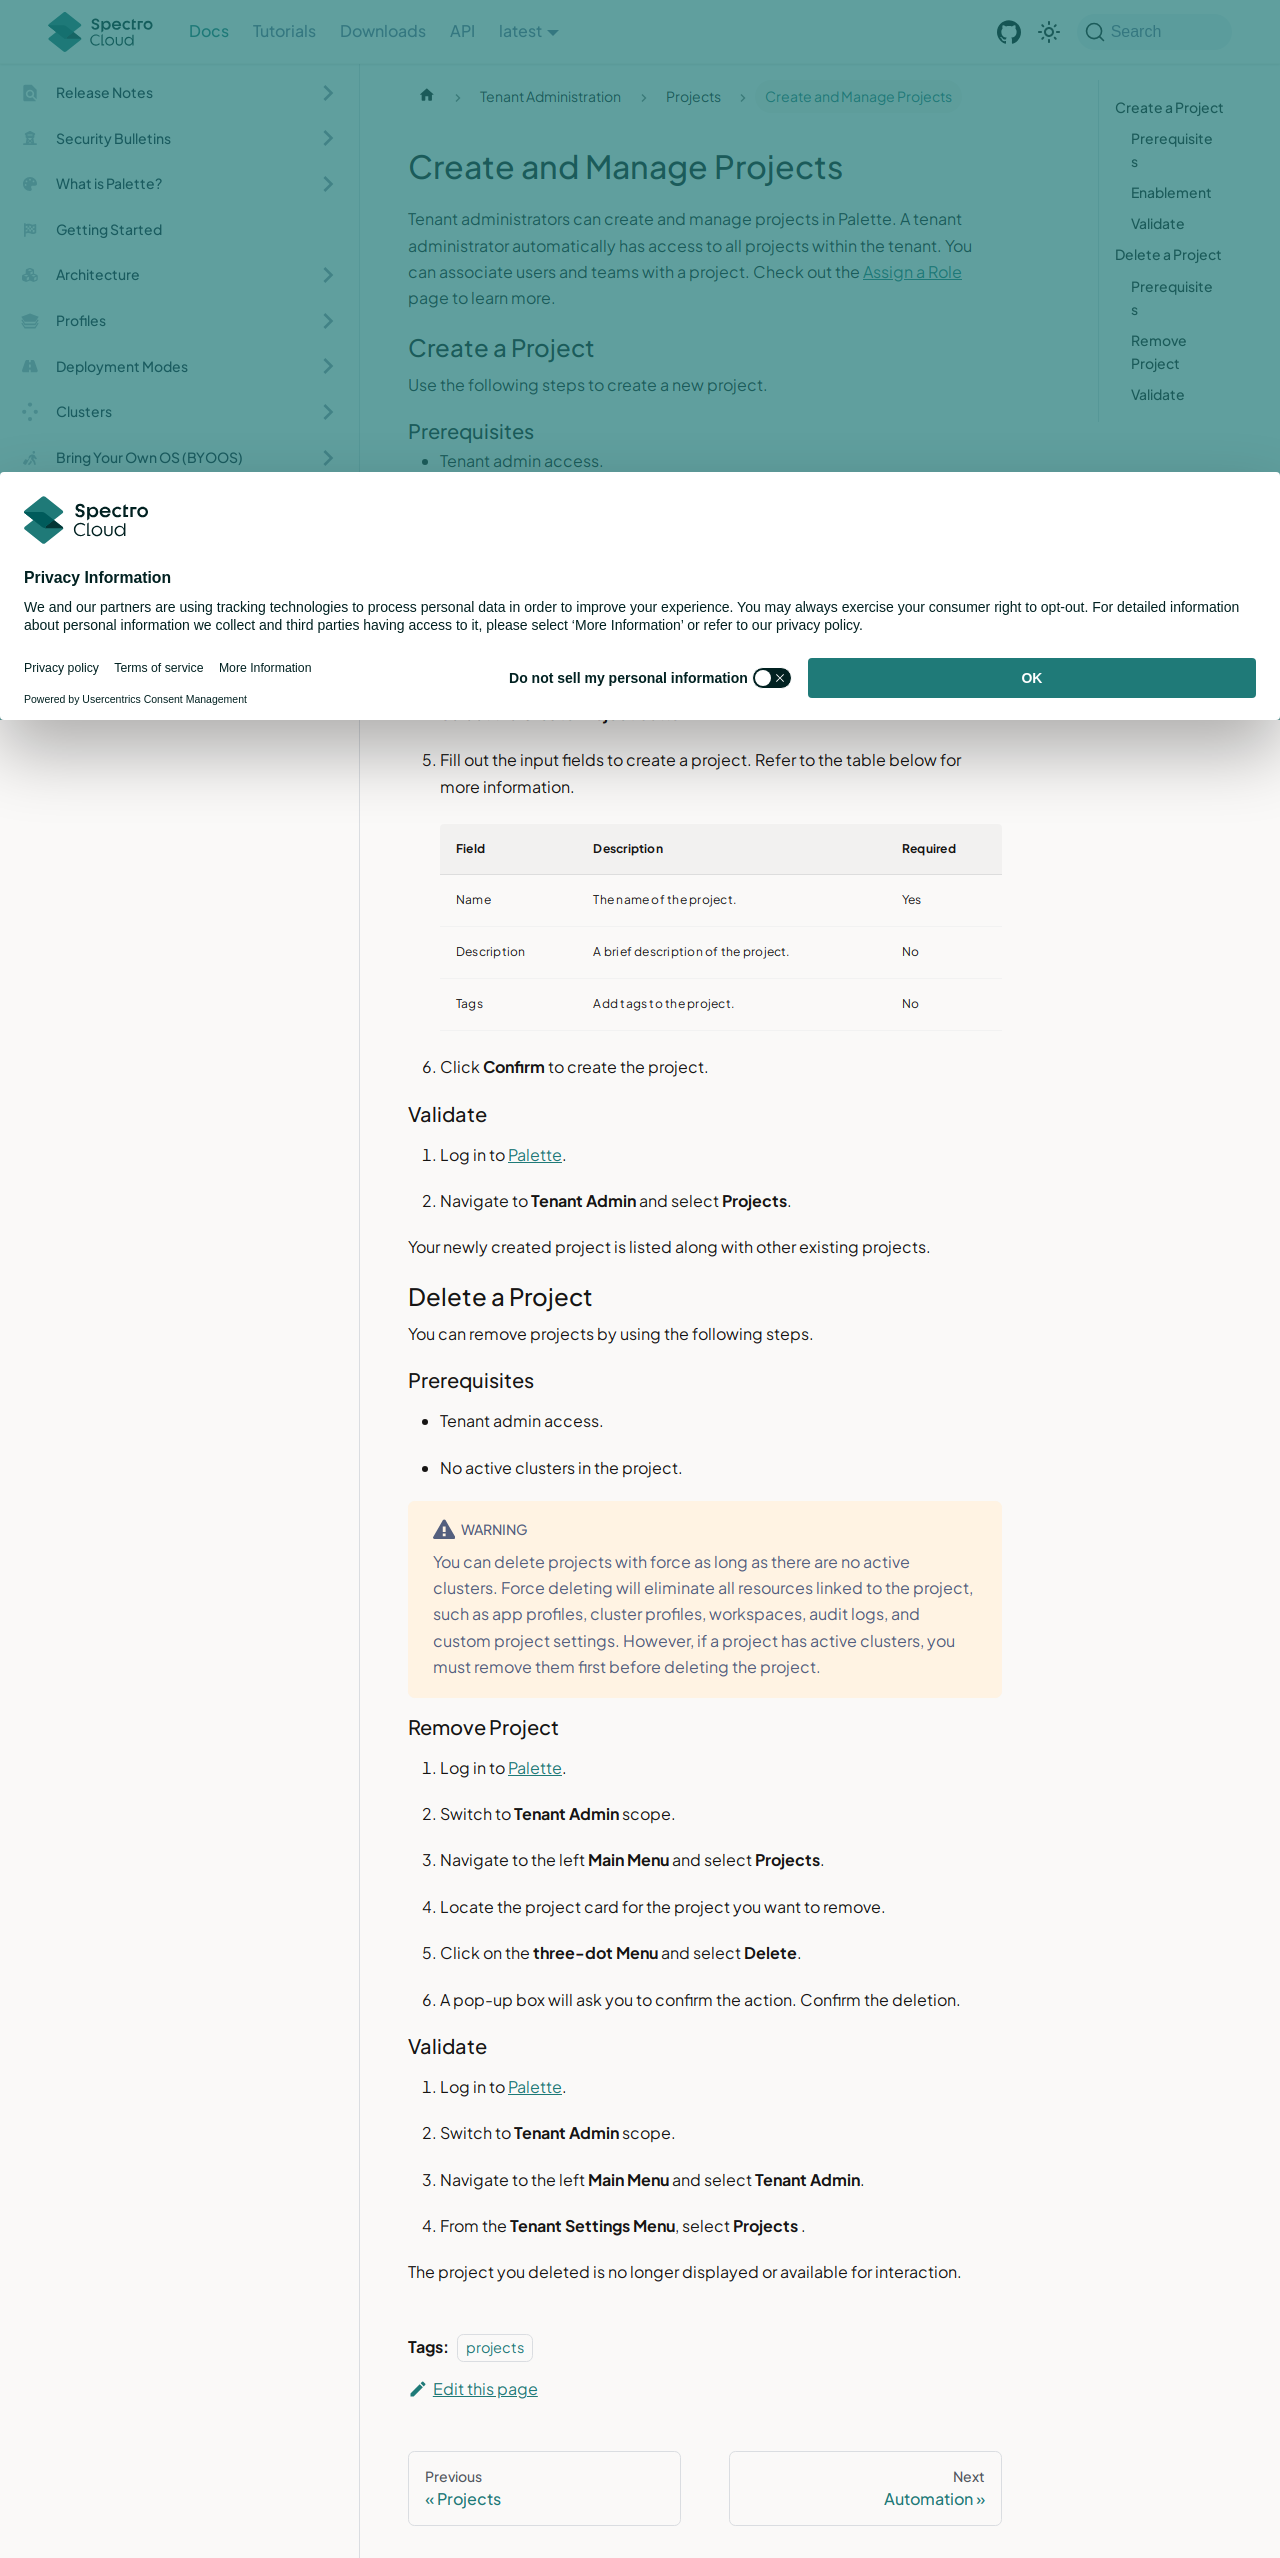 Spectro Cloud
Docs
Tutorials
Downloads
API
latest
Search
Release Notes
Security Bulletins
What is Palette?
Getting Started
Architecture
Profiles
Deployment Modes
Clusters
Bring Your Own OS (BYOOS)
Tenant Administration
Projects
Create and Manage Projects
Create and Manage Projects
Tenant administrators can create and manage projects in Palette. A tenant
administrator automatically has access to all projects within the tenant. You
can associate users and teams with a project. Check out the Assign a Role
page to learn more.
Create a Project
Use the following steps to create a new project.
Prerequisites
• Tenant admin access.
Create a Project
Prerequisite
s
Enablement
Validate
Delete a Project
Prerequisite
s
Remove
Project
Validate
Spectro Cloud
Privacy Information
We and our partners are using tracking technologies to process personal data in order to improve your experience. You may always exercise your consumer right to opt-out. For detailed information
about personal information we collect and third parties having access to it, please select ‘More Information’ or refer to our privacy policy.
Privacy policy
Terms of service
More Information
Powered by Usercentrics Consent Management
Do not sell my personal information
OK
5. Fill out the input fields to create a project. Refer to the table below for
more information.
Field Description Required
Name The name of the project. Yes
Description A brief description of the project. No
Tags Add tags to the project. No
6. Click Confirm to create the project.
Validate
1. Log in to Palette.
2. Navigate to Tenant Admin and select Projects.
Your newly created project is listed along with other existing projects.
Delete a Project
You can remove projects by using the following steps.
Prerequisites
• Tenant admin access.
• No active clusters in the project.
WARNING
You can delete projects with force as long as there are no active
clusters. Force deleting will eliminate all resources linked to the project,
such as app profiles, cluster profiles, workspaces, audit logs, and
custom project settings. However, if a project has active clusters, you
must remove them first before deleting the project.
Remove Project
1. Log in to Palette.
2. Switch to Tenant Admin scope.
3. Navigate to the left Main Menu and select Projects.
4. Locate the project card for the project you want to remove.
5. Click on the three-dot Menu and select Delete.
6. A pop-up box will ask you to confirm the action. Confirm the deletion.
Validate
1. Log in to Palette.
2. Switch to Tenant Admin scope.
3. Navigate to the left Main Menu and select Tenant Admin.
4. From the Tenant Settings Menu, select Projects .
The project you deleted is no longer displayed or available for interaction.
Tags: projects
Edit this page
Previous
« Projects
Next
Automation »